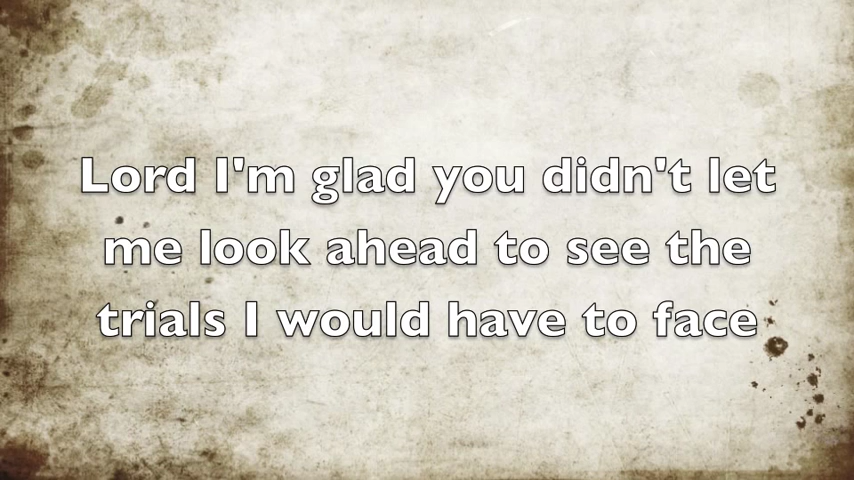 Lord I'm glad you didn't let
me look ahead to see the
trials I would have to face